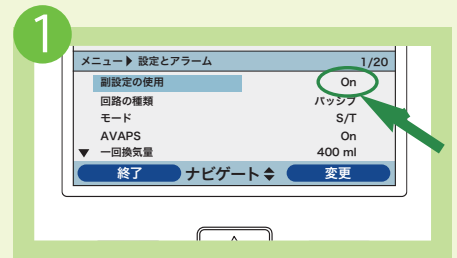 1
メニュー▶ 設定とアラーム 1/20
副設定の使用 On
回路の種類 パッシブ
モード S/T
AVAPS On
▼ 一回換気量 400 ml
終了 ナビゲート 変更